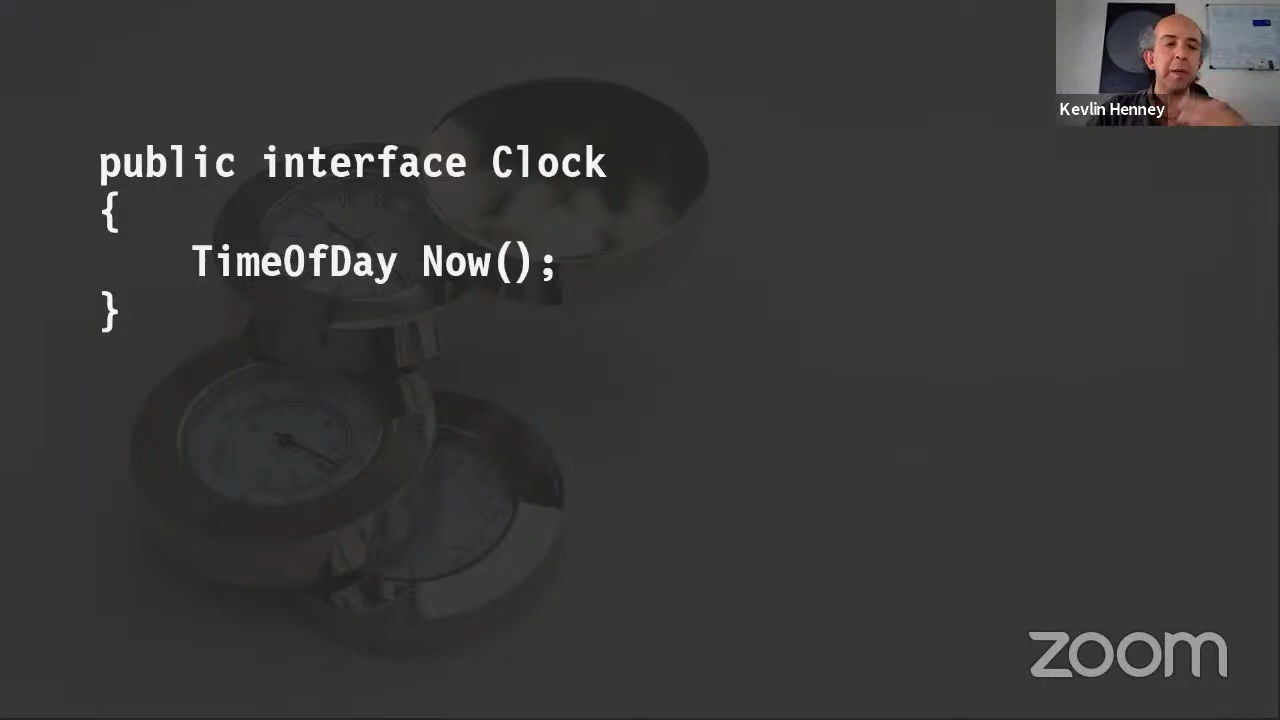 Kevlin Henney
public interface Clock
{
    TimeOfDay Now();
}
zoom